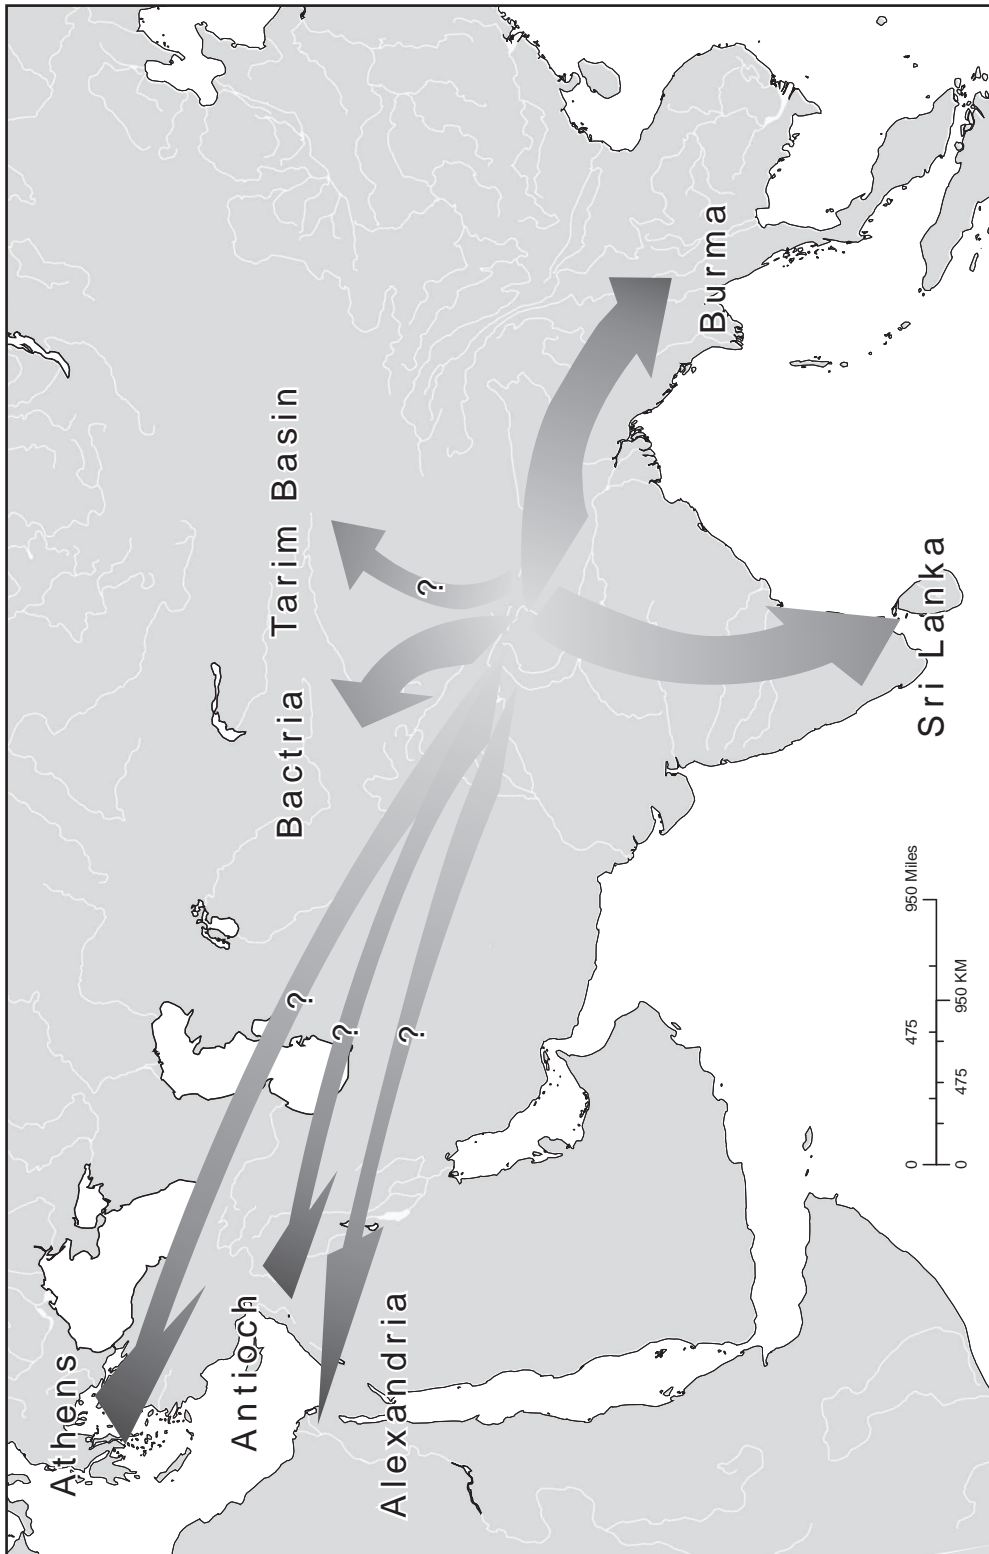 Athens
Antioch
Alexandria
?
?
?
Bactria
Tarim Basin
?
Burma
Sri Lanka
0 475 950 Miles
0 475 950 KM